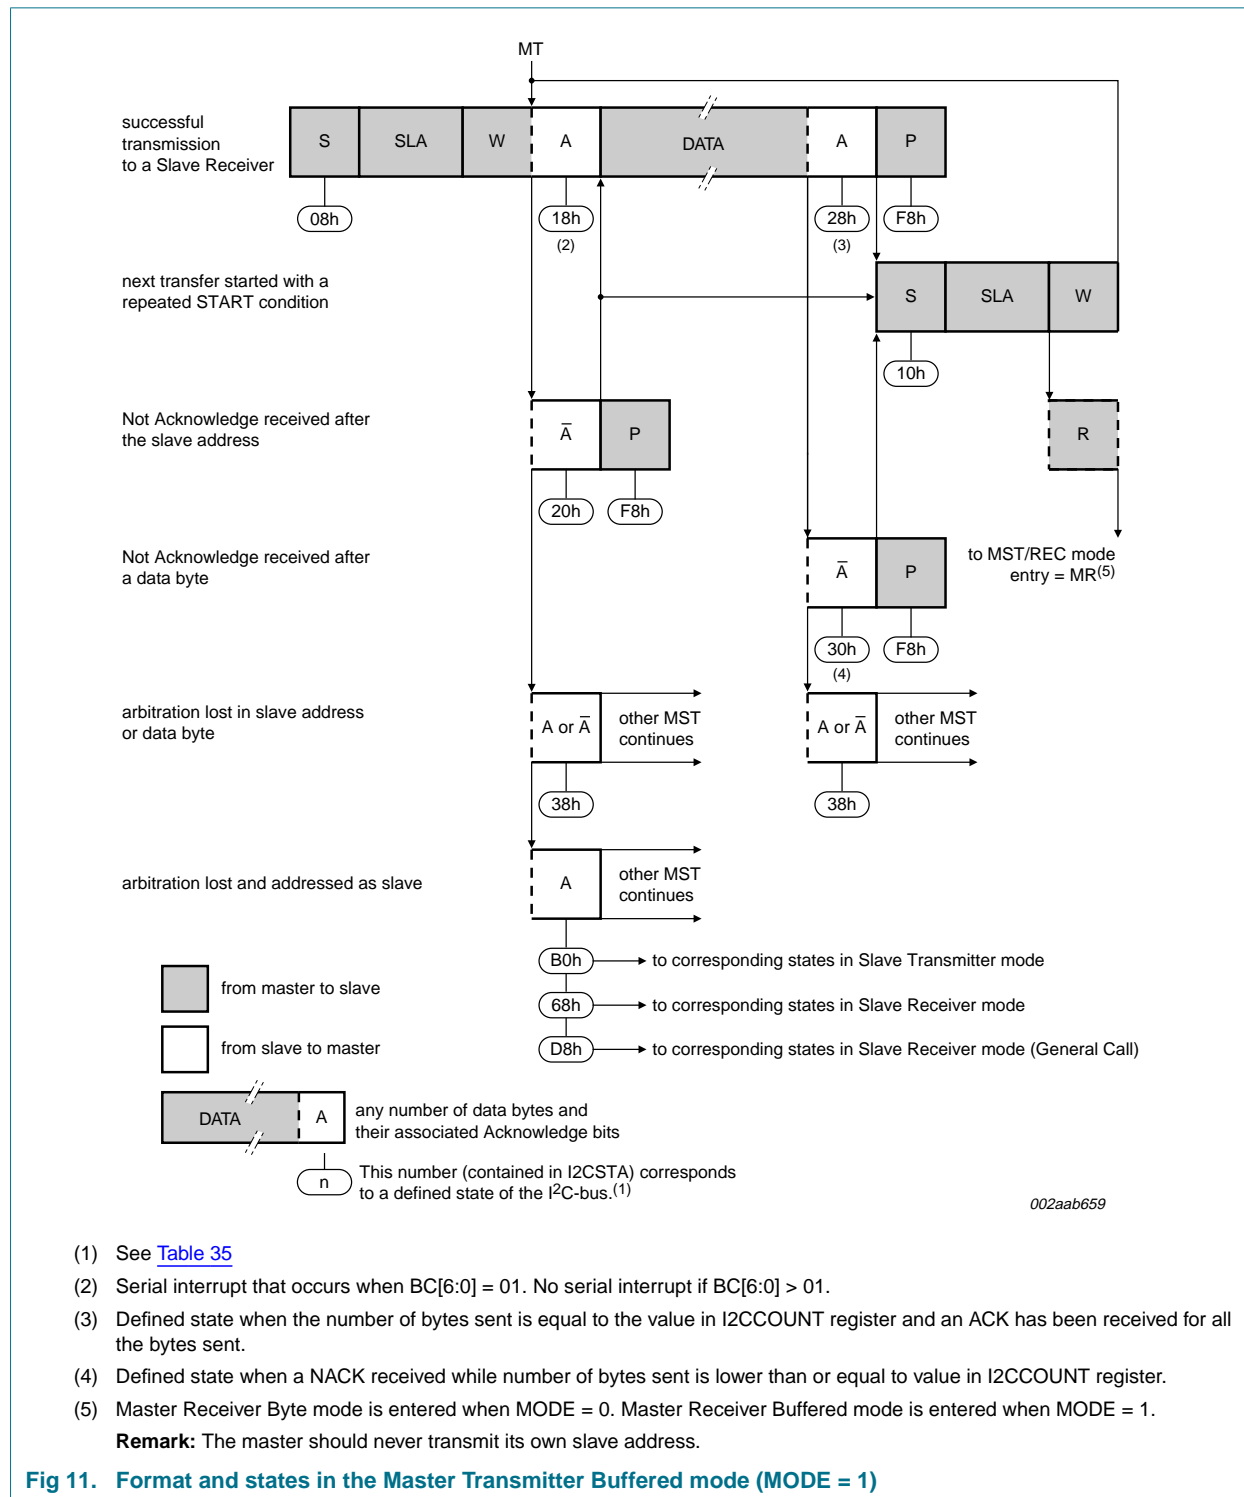 MT
successful
transmission
to a Slave Receiver
S SLA W A DATA A P
08h 18h 28h F8h
(2) (3)
next transfer started with a
repeated START condition
S SLA W
10h
Not Acknowledge received after
the slave address
A̅ P R
20h F8h
Not Acknowledge received after
a data byte
A̅ P
to MST/REC mode
entry = MR(5)
30h F8h
(4)
arbitration lost in slave address
or data byte
A or A̅ other MST
continues
A or A̅ other MST
continues
38h 38h
arbitration lost and addressed as slave
A other MST
continues
B0h to corresponding states in Slave Transmitter mode
from master to slave
68h to corresponding states in Slave Receiver mode
from slave to master
D8h to corresponding states in Slave Receiver mode (General Call)
DATA A any number of data bytes and
their associated Acknowledge bits
n This number (contained in I2CSTA) corresponds
to a defined state of the I2C-bus.(1)
002aab659
(1) See Table 35
(2) Serial interrupt that occurs when BC[6:0] = 01. No serial interrupt if BC[6:0] > 01.
(3) Defined state when the number of bytes sent is equal to the value in I2CCOUNT register and an ACK has been received for all
the bytes sent.
(4) Defined state when a NACK received while number of bytes sent is lower than or equal to value in I2CCOUNT register.
(5) Master Receiver Byte mode is entered when MODE = 0. Master Receiver Buffered mode is entered when MODE = 1.
Remark: The master should never transmit its own slave address.
Fig 11. Format and states in the Master Transmitter Buffered mode (MODE = 1)